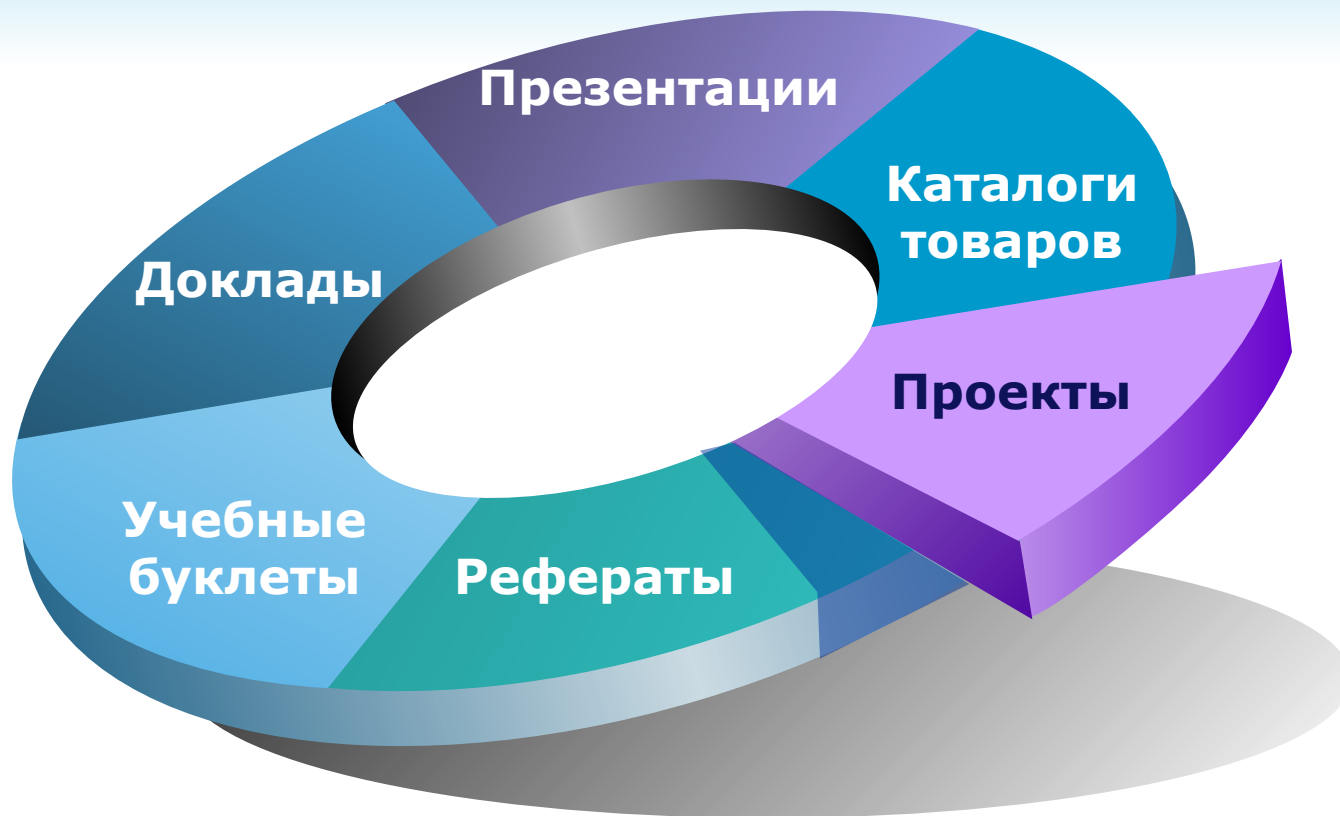 Презентации
Каталоги
товаров
Доклады
Проекты
Учебные
буклеты
Рефераты